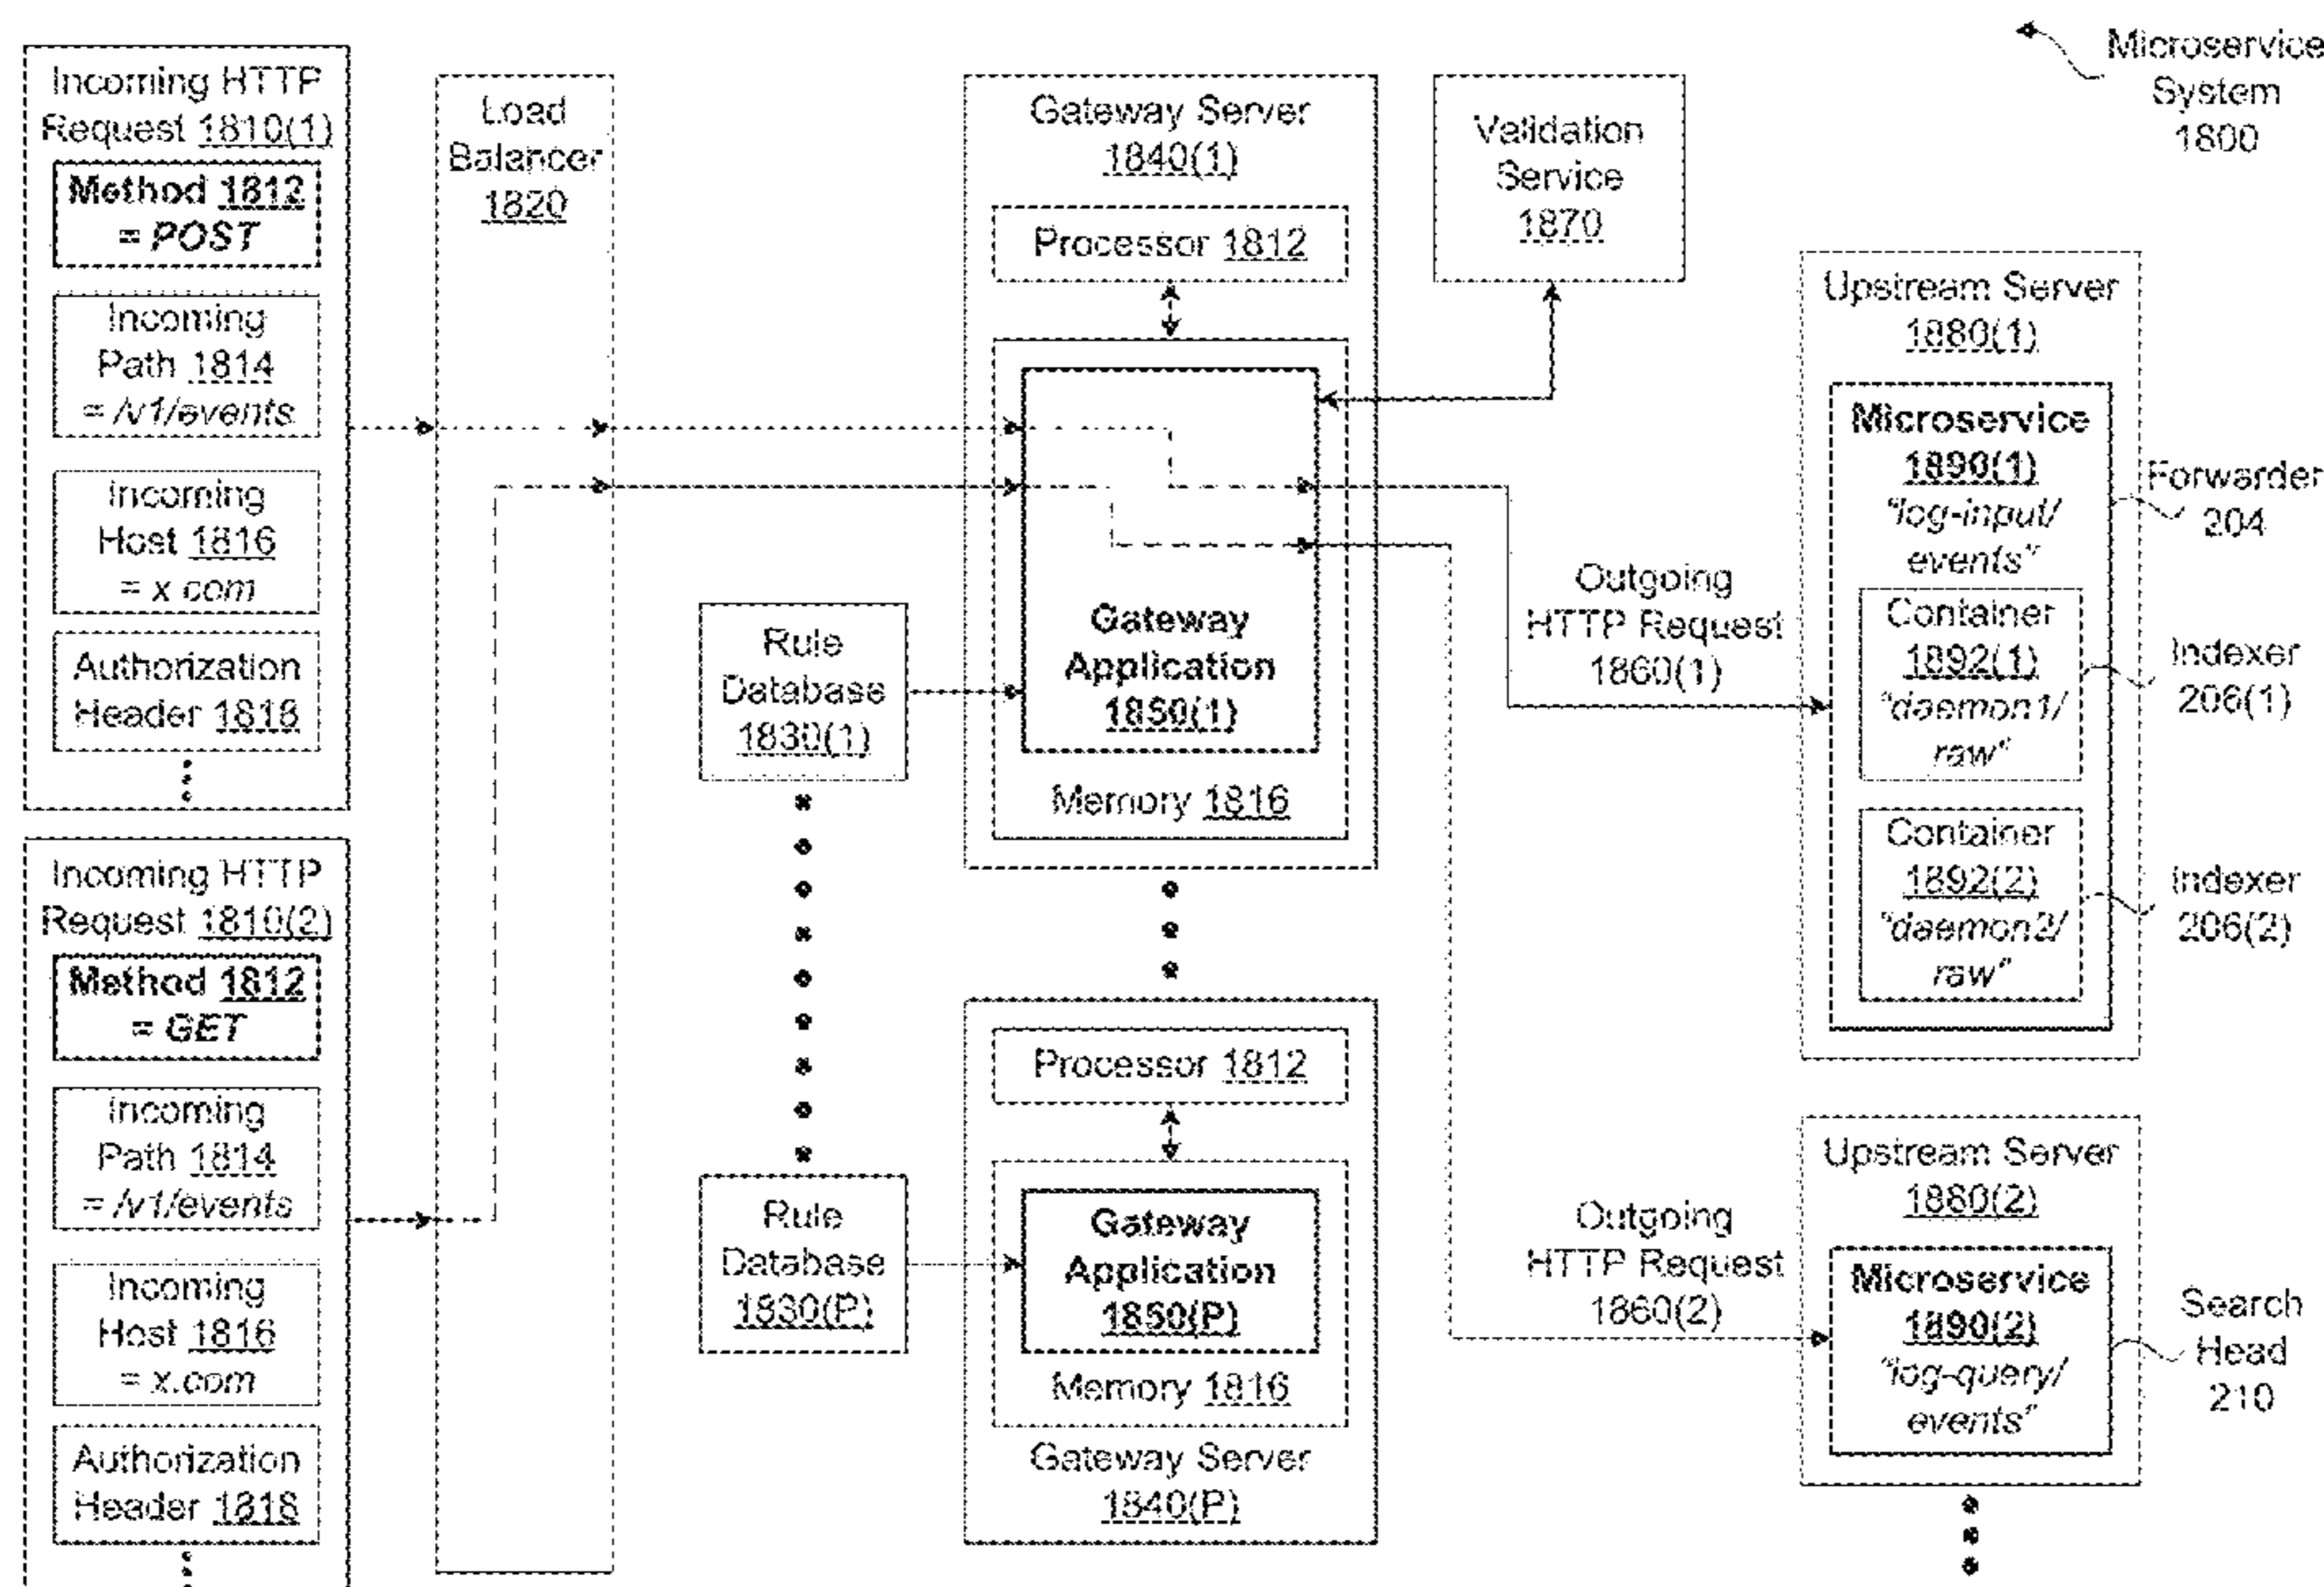 Microservice
System
1800
Incoming HTTP
Request 1810(1)
Method 1812
= POST
Incoming
Path 1814
= /v1/events
Incoming
Host 1816
= x.com
Authorization
Header 1818
Incoming HTTP
Request 1810(2)
Method 1812
= GET
Incoming
Path 1814
= /v1/events
Incoming
Host 1816
= x.com
Authorization
Header 1818
Load
Balancer
1820
Rule
Database
1830(1)
Rule
Database
1830(P)
Gateway Server
1840(1)
Processor 1812
Gateway
Application
1850(1)
Memory 1816
Processor 1812
Gateway
Application
1850(P)
Memory 1816
Gateway Server
1840(P)
Validation
Service
1870
Outgoing
HTTP Request
1860(1)
Outgoing
HTTP Request
1860(2)
Upstream Server
1880(1)
Microservice
1890(1)
"log-input/
events"
Container
1892(1)
"daemon1/
raw"
Container
1892(2)
"daemon2/
raw"
Forwarder
204
Indexer
206(1)
Indexer
206(2)
Upstream Server
1880(2)
Microservice
1890(2)
"log-query/
events"
Search
Head
210